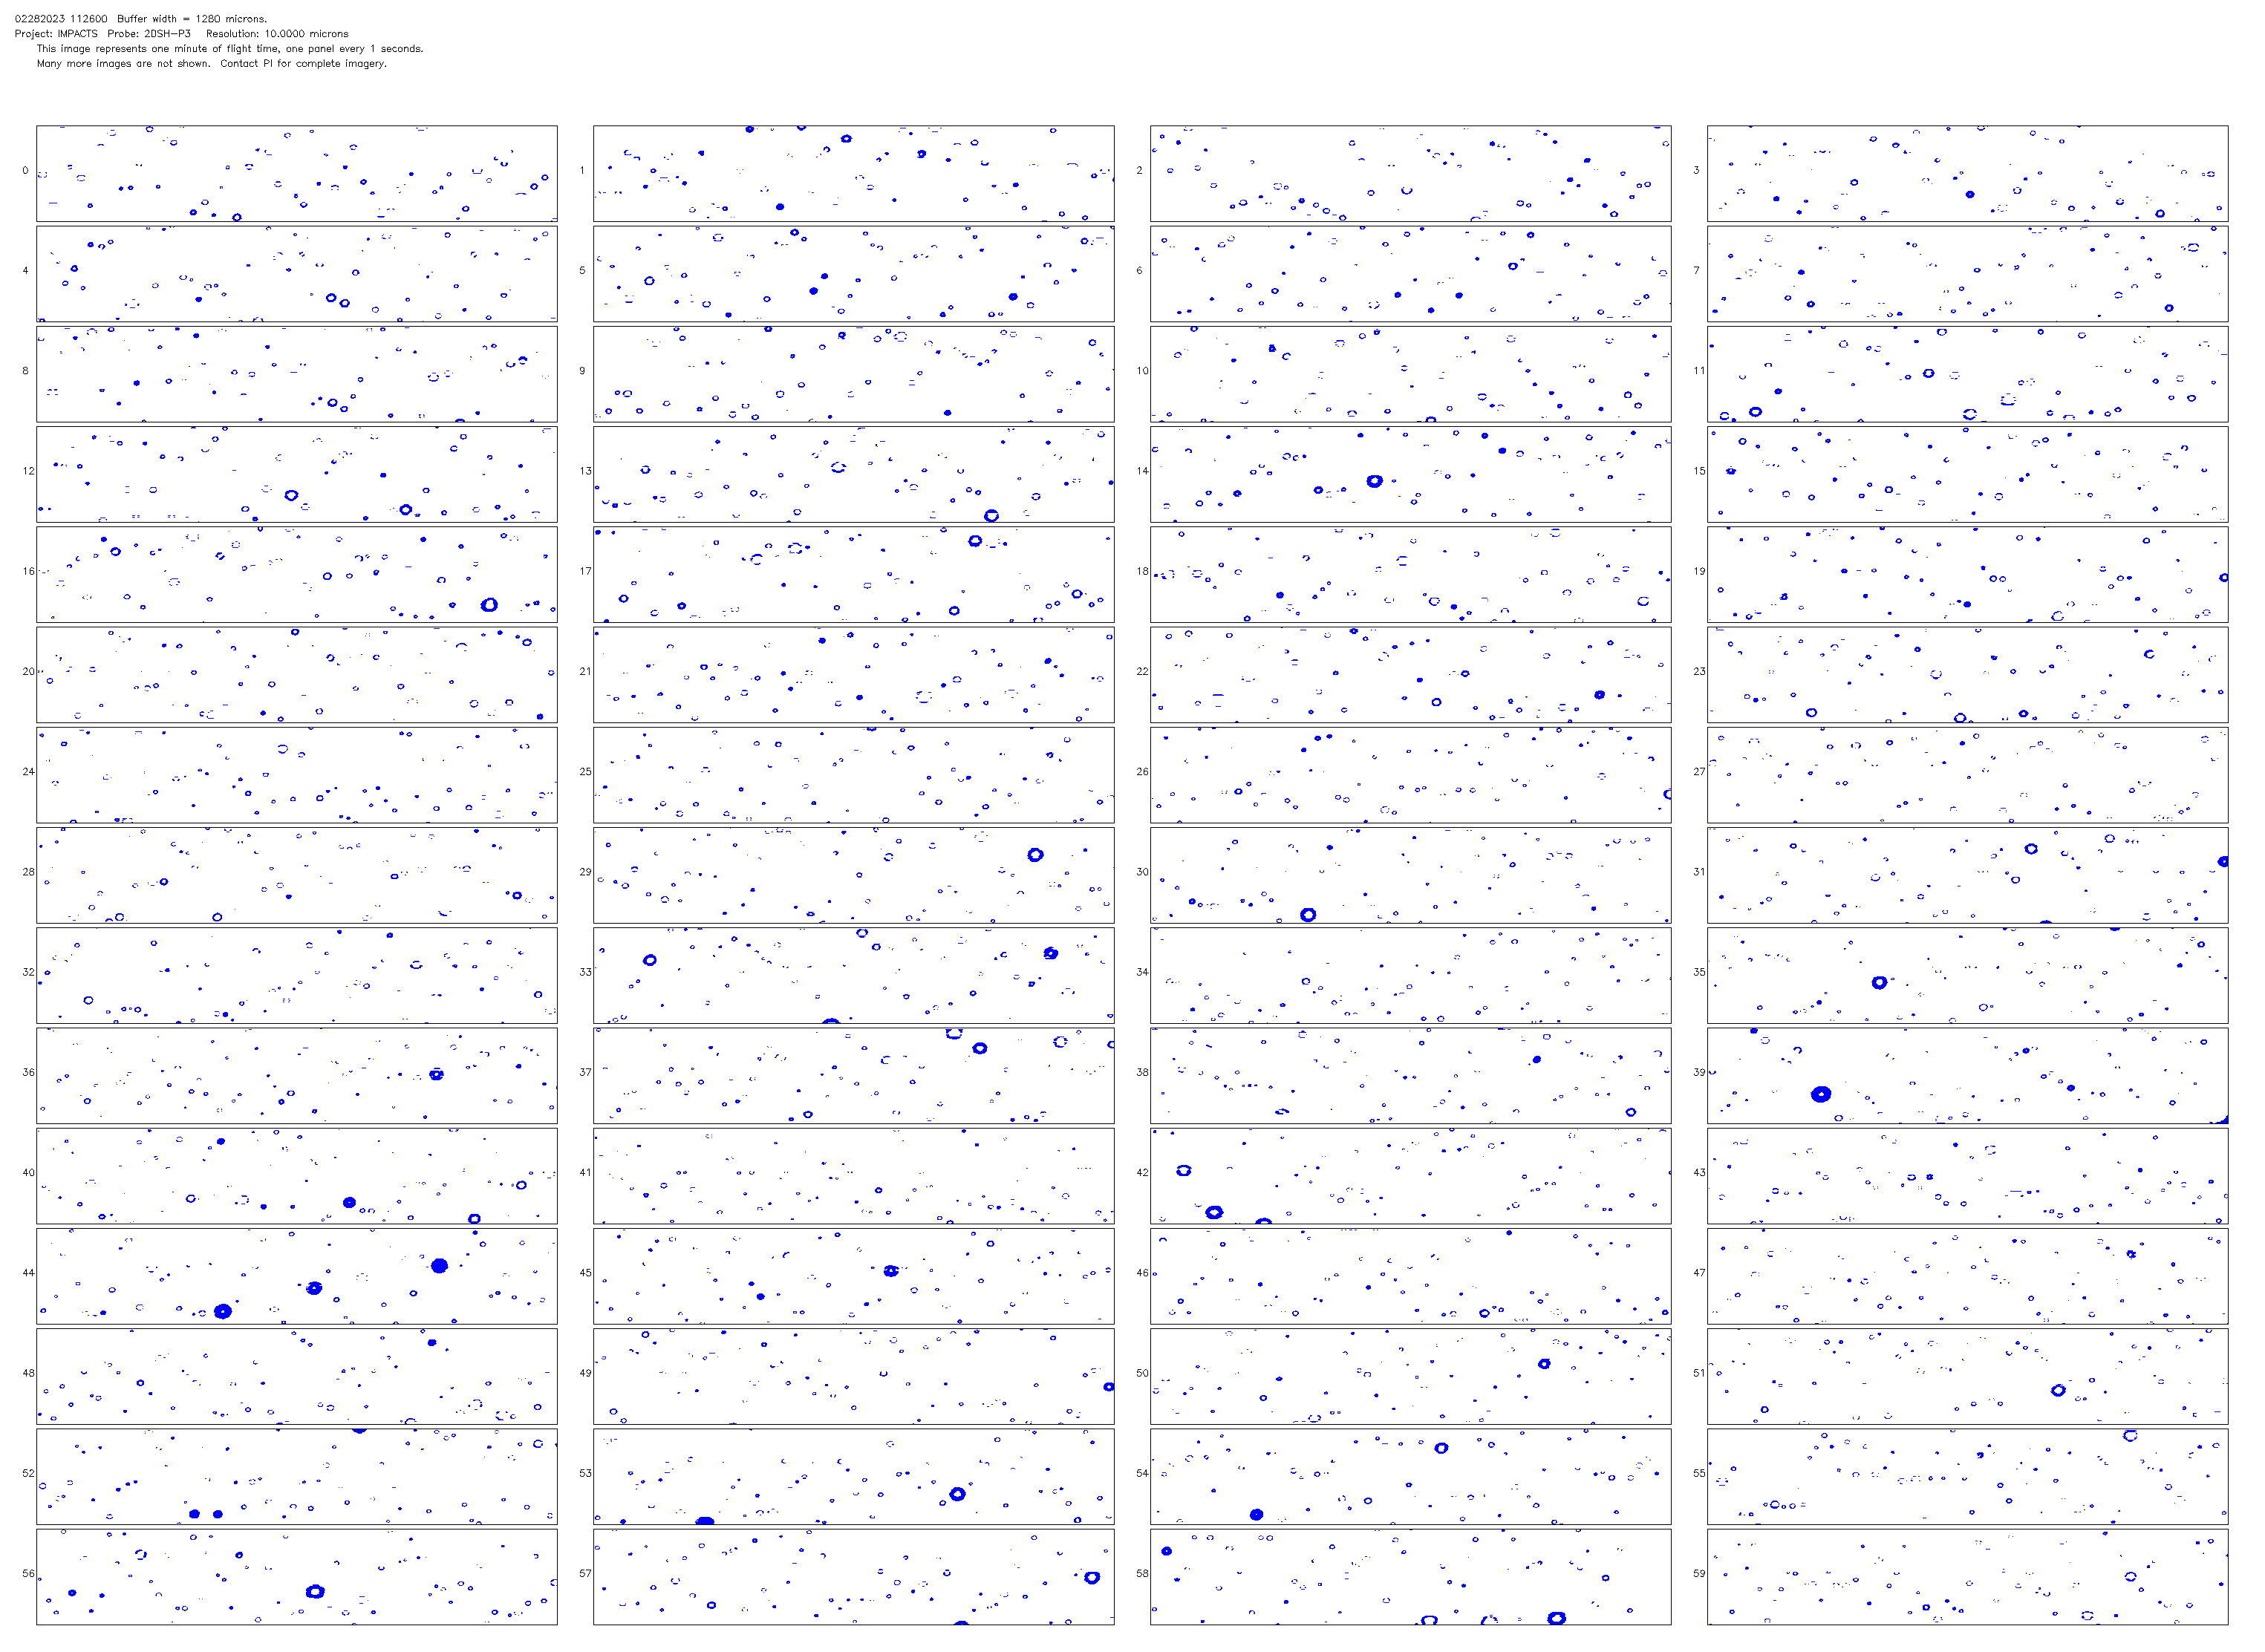 02282023 112600 Buffer width = 1280 microns.
Project: IMPACTS Probe: 2DSH-P3 Resolution: 10.0000 microns
This image represents one minute of flight time, one panel every 1 seconds.
Many more images are not shown. Contact PI for complete imagery.
0 1 2 3
4 5 6 7
8 9 10 11
12 13 14 15
16 17 18 19
20 21 22 23
24 25 26 27
28 29 30 31
32 33 34 35
36 37 38 39
40 41 42 43
44 45 46 47
48 49 50 51
52 53 54 55
56 57 58 59